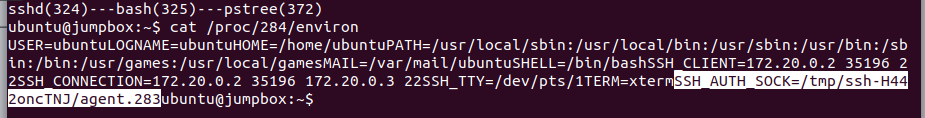 sshd(324)---bash(325)---pstree(372)
ubuntu@jumpbox:~$ cat /proc/284/environ
USER=ubuntuLOGNAME=ubuntuHOME=/home/ubuntuPATH=/usr/local/sbin:/usr/local/bin:/usr/sbin:/usr/bin:/sb
in:/bin:/usr/games:/usr/local/gamesMAIL=/var/mail/ubuntuSHELL=/bin/bashSSH_CLIENT=172.20.0.2 35196 2
2SSH_CONNECTION=172.20.0.2 35196 172.20.0.3 22SSH_TTY=/dev/pts/1TERM=xtermSSH_AUTH_SOCK=/tmp/ssh-H44
2oncTNJ/agent.283ubuntu@jumpbox:~$